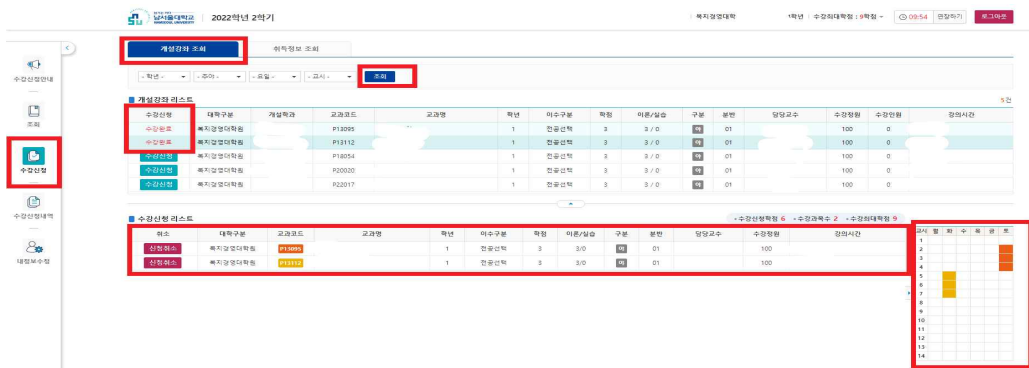 남서울대학교 2022학년 2학기 복지경영대학 1학년 수강최대학점 : 9학점 09:54 연장하기 로그아웃
개설강좌 조회 취득정보 조회
- 학년 - - 주야 - - 요일 - - 교시 - 조회
개설강좌 리스트 5건
수강신청 대학구분 개설학과 교과코드 교과명 학년 이수구분 학점 이론/실습 구분 분반 담당교수 수강정원 수강인원 강의시간
수강완료 복지경영대학원 P13095 1 전공선택 3 3 / 0 야 01 100 0
수강완료 복지경영대학원 P13112 1 전공선택 3 3 / 0 야 01 100 0
수강신청 복지경영대학원 P18054 1 전공선택 3 3 / 0 야 01 100 0
수강신청 복지경영대학원 P20020 1 전공선택 3 3 / 0 야 01 100 0
수강신청 복지경영대학원 P22017 1 전공선택 3 3 / 0 야 01 100 0
수강신청 리스트 수강신청학점 6 수강과목수 2 수강최대학점 9
취소 대학구분 교과코드 교과명 학년 이수구분 학점 이론/실습 구분 분반 담당교수 수강정원 강의시간
신청취소 복지경영대학원 P13095 1 전공선택 3 3/0 야 01 100
신청취소 복지경영대학원 P13112 1 전공선택 3 3/0 야 01 100
교시 월 화 수 목 금 토
1
2
3
4
5
6
7
8
9
10
11
12
13
14
수강신청안내
조회
수강신청
수강신청내역
내정보수정